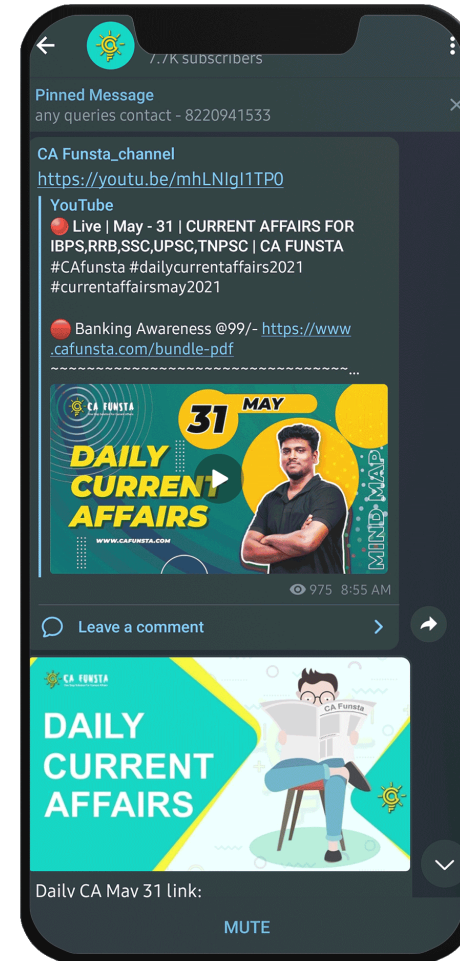 7.7K subscribers
Pinned Message
any queries contact - 8220941533
CA Funsta_channel
https://youtu.be/mhLNIgI1TP0
YouTube
🔴 Live | May - 31 | CURRENT AFFAIRS FOR
IBPS,RRB,SSC,UPSC,TNPSC | CA FUNSTA
#CAfunsta #dailycurrentaffairs2021
#currentaffairsmay2021
🔴 Banking Awareness @99/- https://www
.cafunsta.com/bundle-pdf
~~~~~~~~~~~~~~~~~~~~~~~~~~~~~~~~~...
CA FUNSTA
31 MAY
DAILY
CURRENT
AFFAIRS
WWW.CAFUNSTA.COM
MIND MAP
975 8:55 AM
Leave a comment
CA FUNSTA
CA Funsta
DAILY
CURRENT
AFFAIRS
Daily CA May 31 link:
MUTE